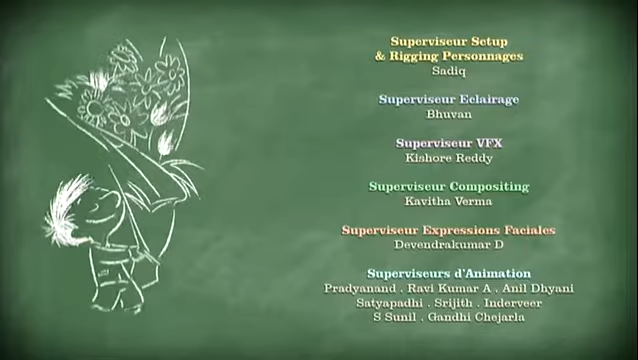 Superviseur Setup
& Rigging Personnages
Sadiq
Superviseur Eclairage
Bhuvan
Superviseur VFX
Kishore Reddy
Superviseur Compositing
Kavitha Verma
Superviseur Expressions Faciales
Devendrakumar D
Superviseurs d'Animation
Pradyanand . Ravi Kumar A . Anil Dhyani
Satyapadhi . Srijith . Inderveer
S Sunil . Gandhi Chejarla